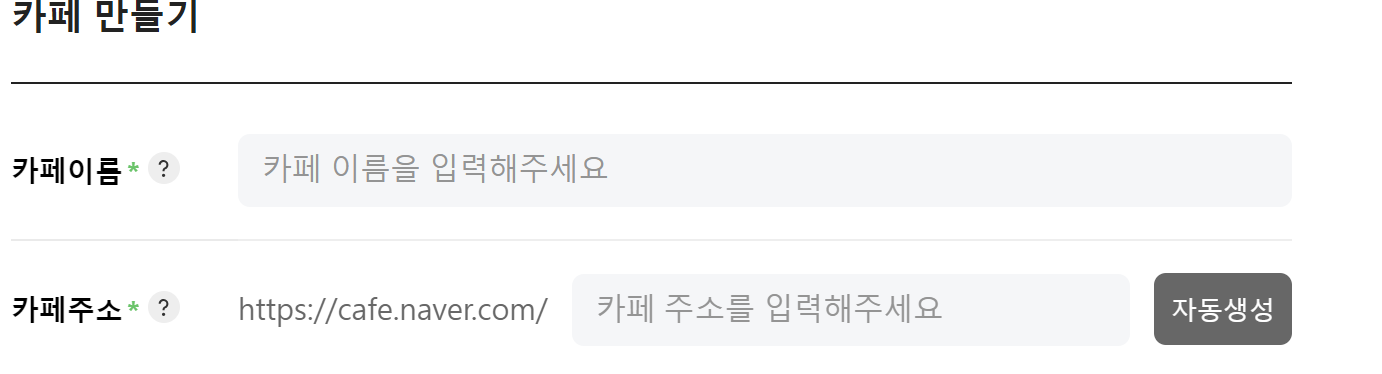 카페 만들기
카페이름 * ? 카페 이름을 입력해주세요
카페주소 * ? https://cafe.naver.com/ 카페 주소를 입력해주세요 자동생성